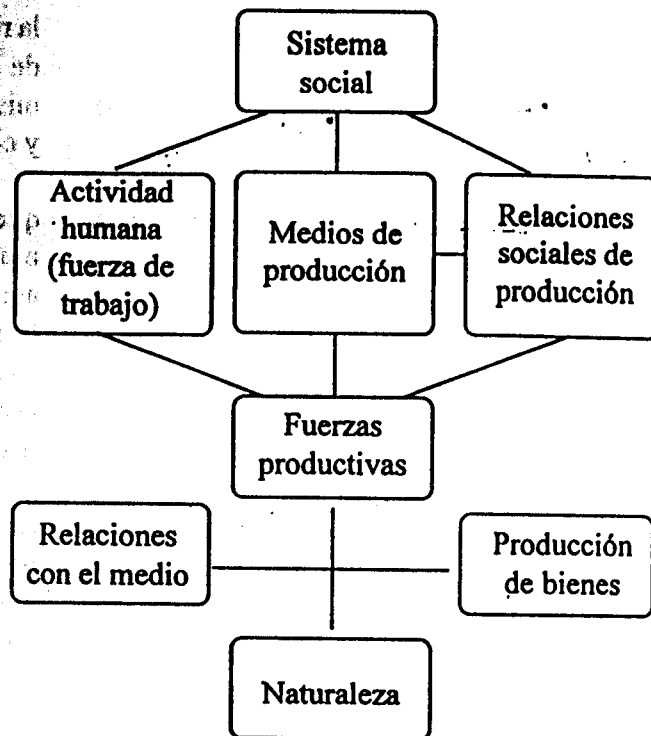 Sistema
social
Actividad
humana
(fuerza de
trabajo)
Medios de
producción
Relaciones
sociales de
producción
Fuerzas
productivas
Relaciones
con el medio
Producción
de bienes
Naturaleza